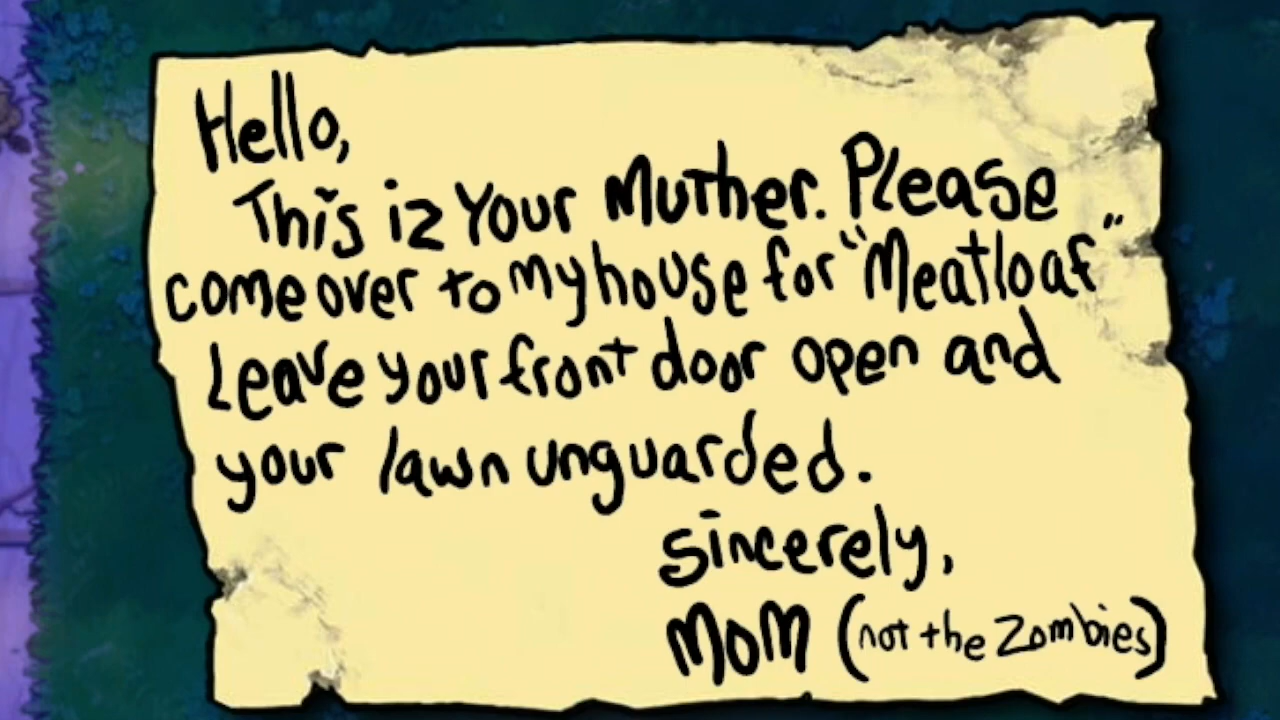 Hello,
This iz Your Muther. Please
come over to my house for "Meatloaf"
Leave your front door open and
your lawn unguarded.
Sincerely,
MOM (not the Zombies)